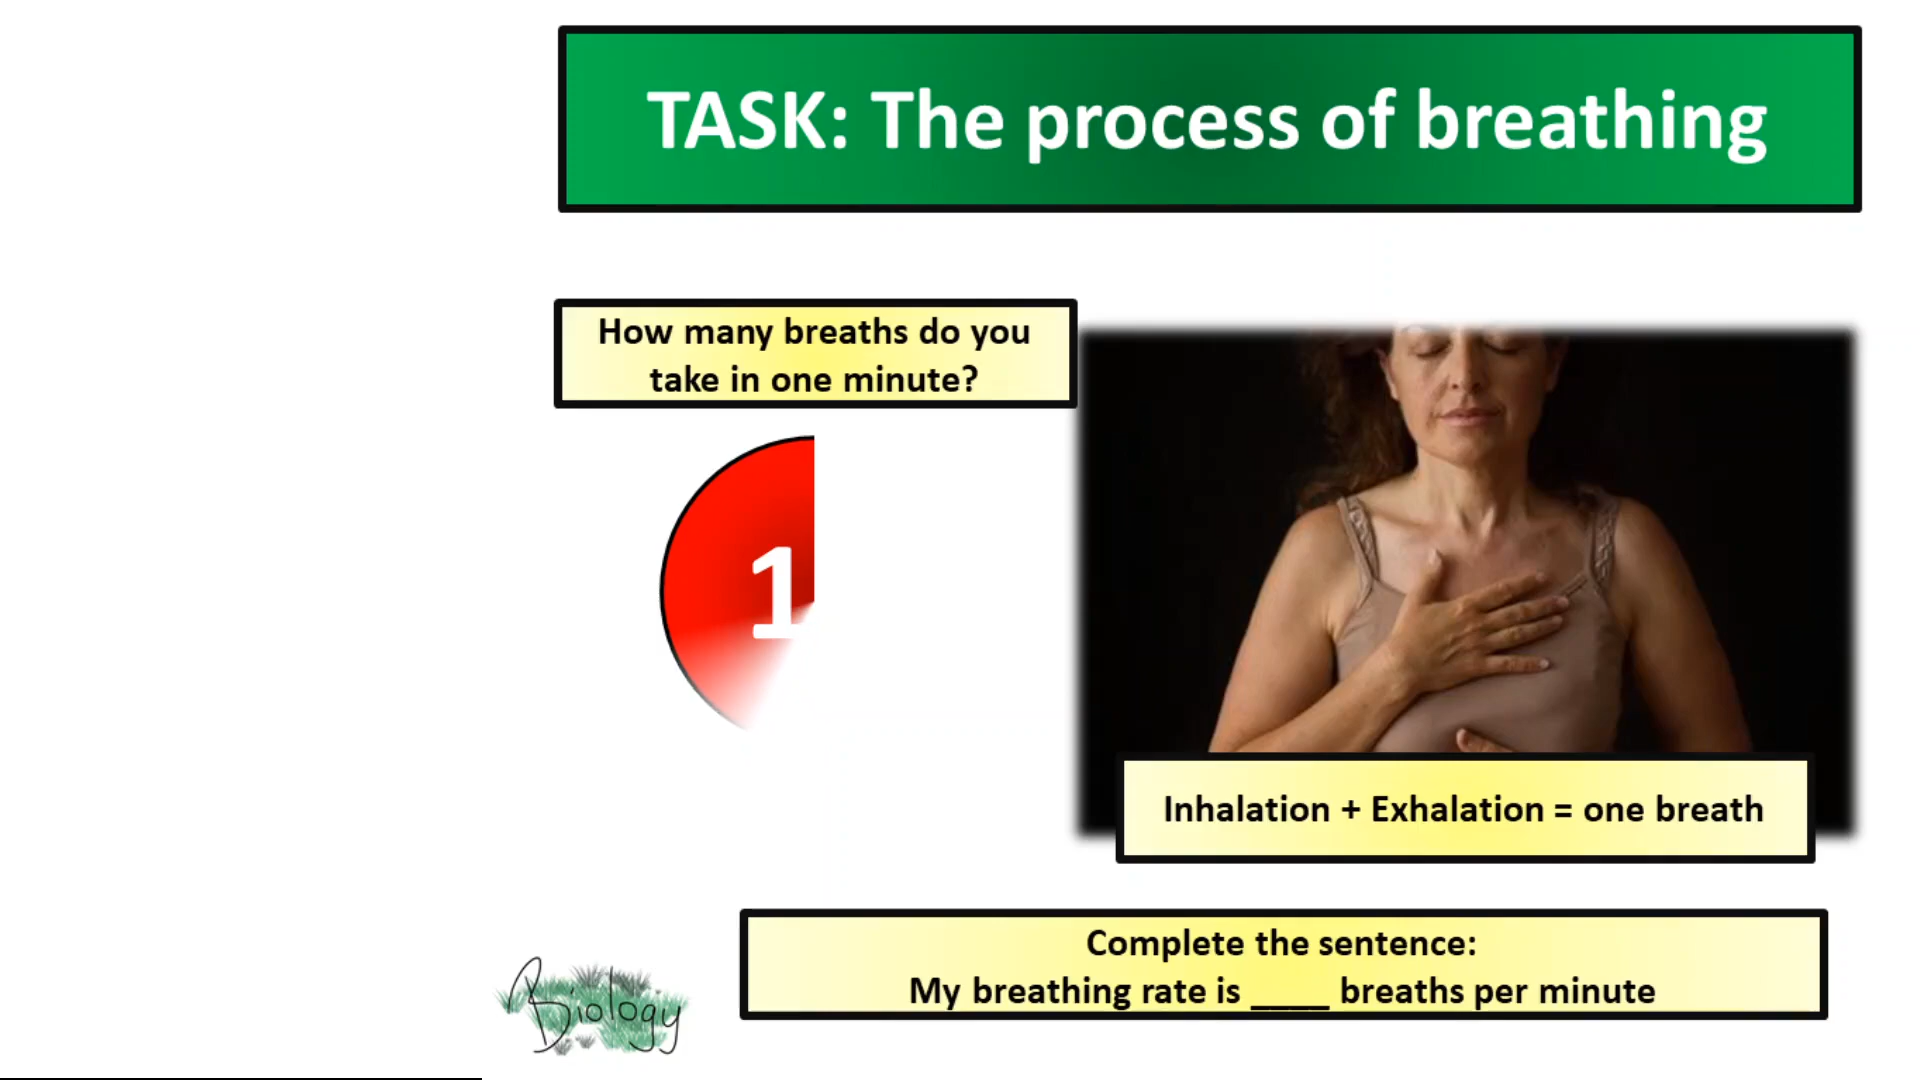 TASK: The process of breathing
How many breaths do you
take in one minute?
1
Inhalation + Exhalation = one breath
Complete the sentence:
My breathing rate is ____ breaths per minute
Biology